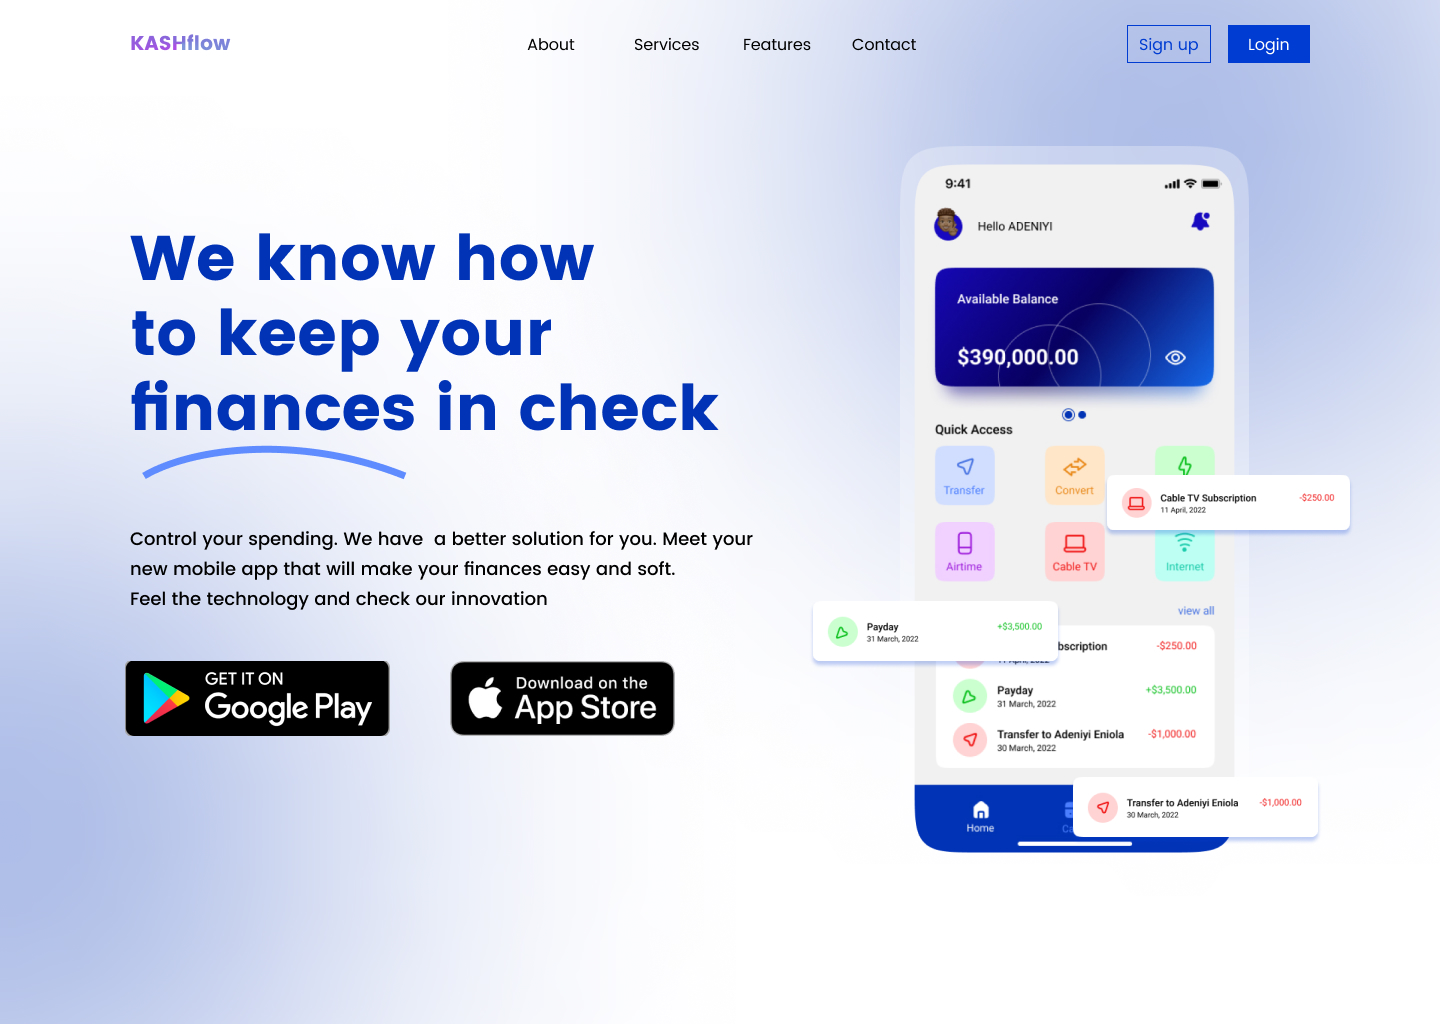 KASHflow
About Services Features Contact
Sign up Login
We know how
to keep your
finances in check
Control your spending. We have  a better solution for you. Meet your
new mobile app that will make your finances easy and soft.
Feel the technology and check our innovation
GET IT ON
Google Play
Download on the
App Store
9:41
Hello ADENIYI
Available Balance
$390,000.00
Quick Access
Transfer Convert
Cable TV Subscription -$250.00
11 April, 2022
Airtime Cable TV Internet
view all
Payday +$3,500.00
31 March, 2022
bscription -$250.00
11 April, 2022
Payday +$3,500.00
31 March, 2022
Transfer to Adeniyi Eniola -$1,000.00
30 March, 2022
Transfer to Adeniyi Eniola -$1,000.00
30 March, 2022
Home